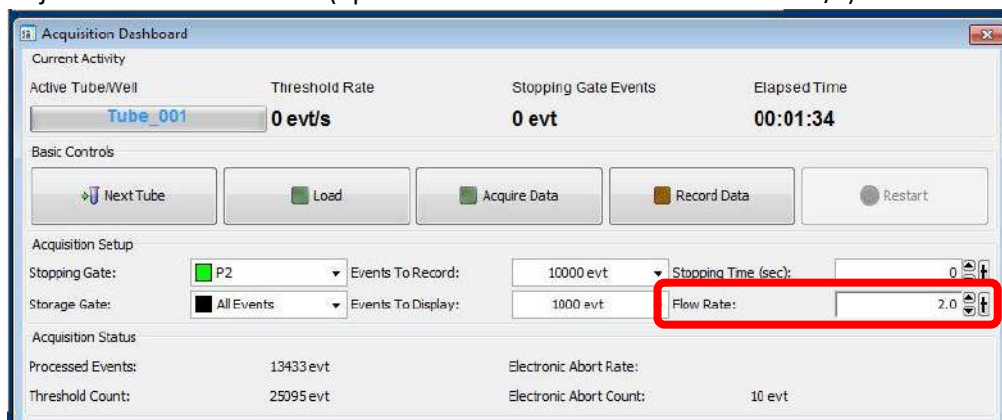 Acquisition Dashboard
Current Activity
Active Tube/Well Threshold Rate Stopping Gate Events Elapsed Time
Tube_001 0 evt/s 0 evt 00:01:34
Basic Controls
Next Tube Load Acquire Data Record Data Restart
Acquisition Setup
Stopping Gate: P2 Events To Record: 10000 evt Stopping Time (sec): 0
Storage Gate: All Events Events To Display: 1000 evt Flow Rate: 2.0
Acquisition Status
Processed Events: 13433 evt Electronic Abort Rate:
Threshold Count: 25095 evt Electronic Abort Count: 10 evt